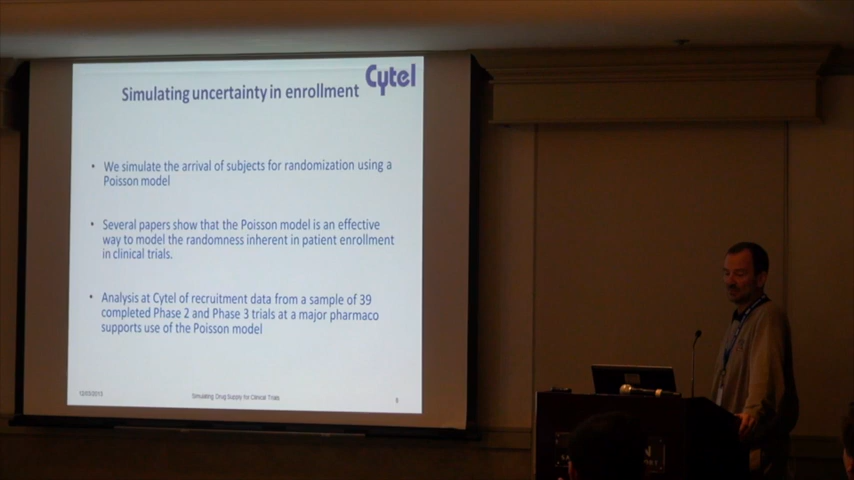 Cytel
Simulating uncertainty in enrollment
• We simulate the arrival of subjects for randomization using a
Poisson model
• Several papers show that the Poisson model is an effective
way to model the randomness inherent in patient enrollment
in clinical trials.
• Analysis at Cytel of recruitment data from a sample of 39
completed Phase 2 and Phase 3 trials at a major pharmaco
supports use of the Poisson model
Simulating Drug Supply for Clinical Trials